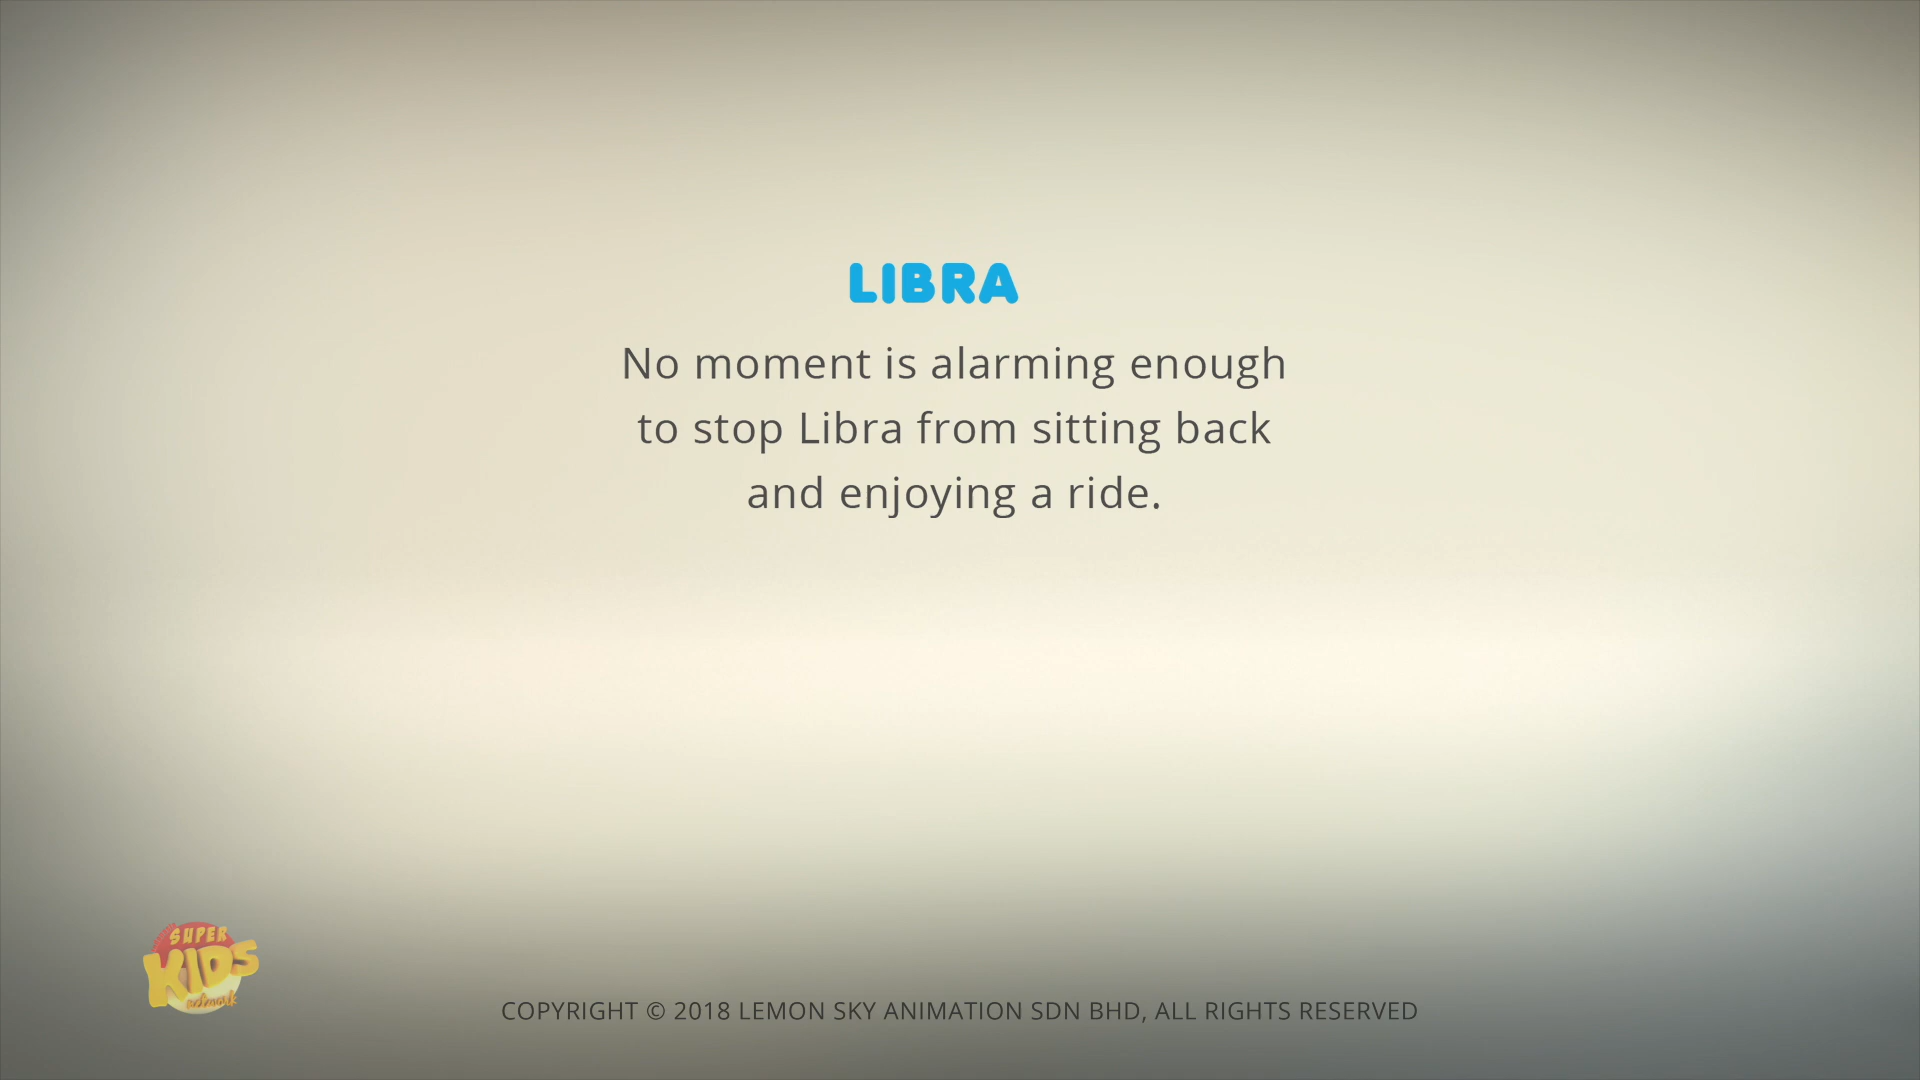 LIBRA
No moment is alarming enough
to stop Libra from sitting back
and enjoying a ride.
SUPER
KIDS
network
COPYRIGHT © 2018 LEMON SKY ANIMATION SDN BHD, ALL RIGHTS RESERVED